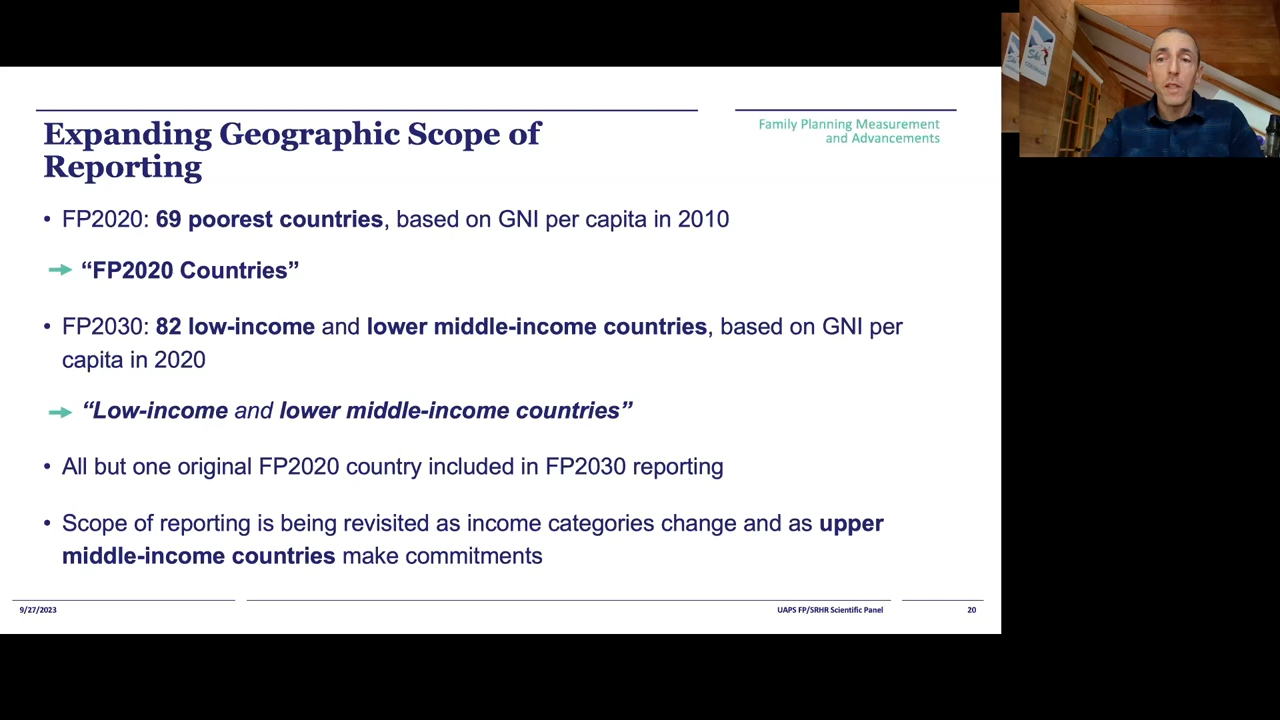 Expanding Geographic Scope of
Reporting
Family Planning Measurement
and Advancements
• FP2020: 69 poorest countries, based on GNI per capita in 2010
“FP2020 Countries”
• FP2030: 82 low-income and lower middle-income countries, based on GNI per
capita in 2020
“Low-income and lower middle-income countries”
• All but one original FP2020 country included in FP2030 reporting
• Scope of reporting is being revisited as income categories change and as upper
middle-income countries make commitments
9/27/2023
UAPS FP/SRHR Scientific Panel
20
Ski